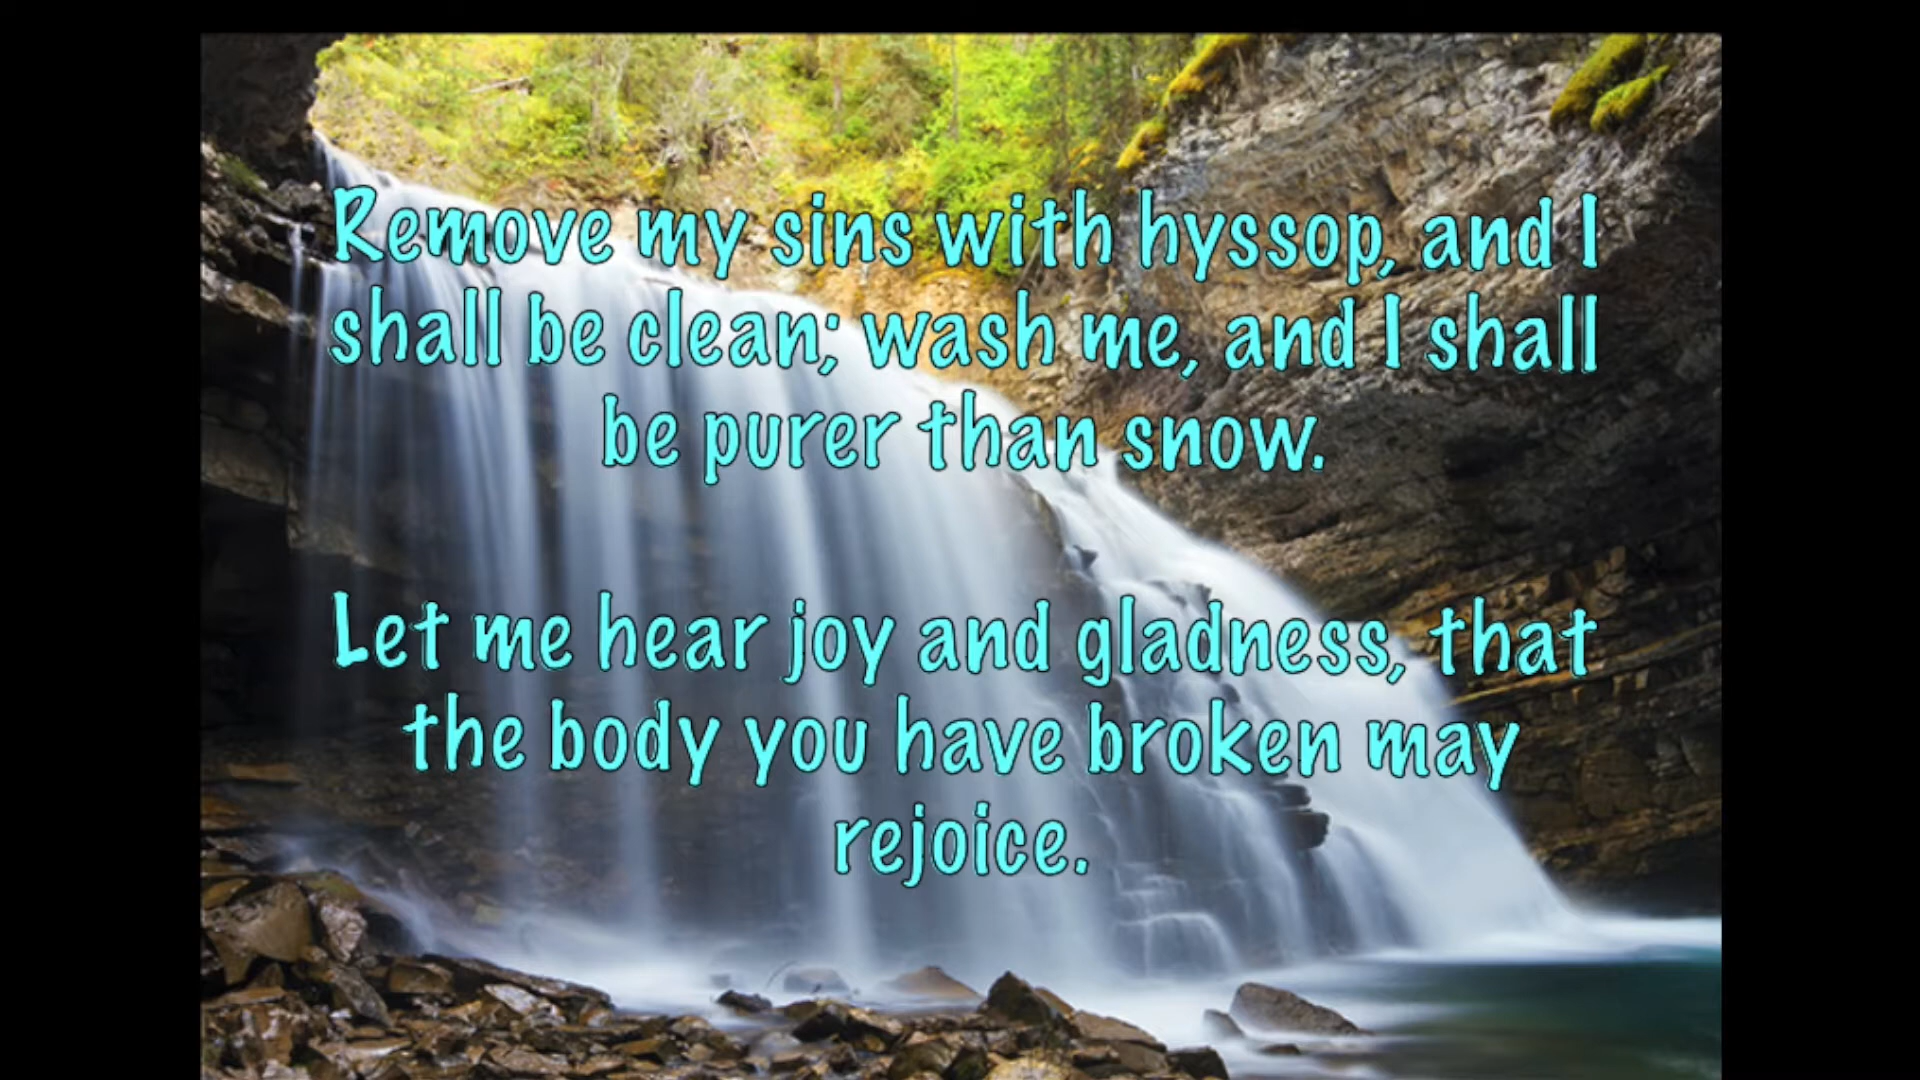 Remove my sins with hyssop, and I
shall be clean; wash me, and I shall
be purer than snow.
Let me hear joy and gladness, that
the body you have broken may
rejoice.